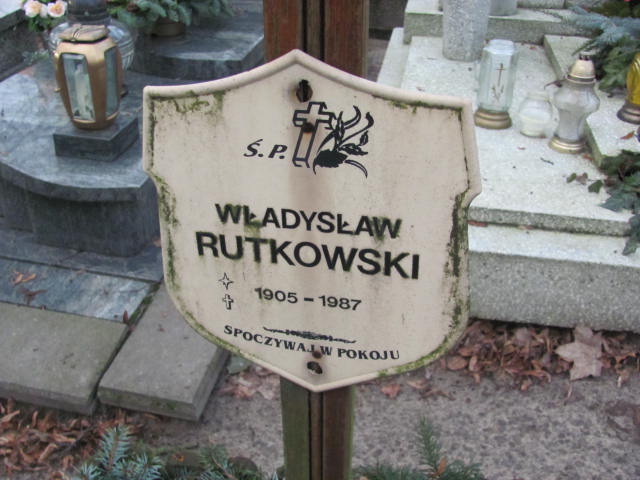 Ś.P.
WŁADYSŁAW
RUTKOWSKI
1905 - 1987
SPOCZYWAJ W POKOJU